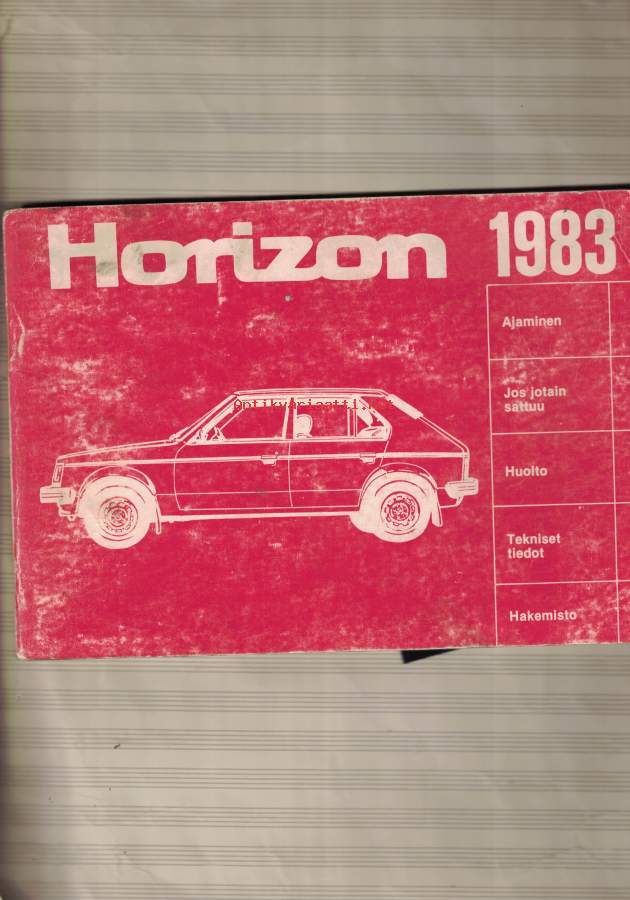 Horizon 1983
Ajaminen
Jos jotain
sattuu
Huolto
Tekniset
tiedot
Hakemisto